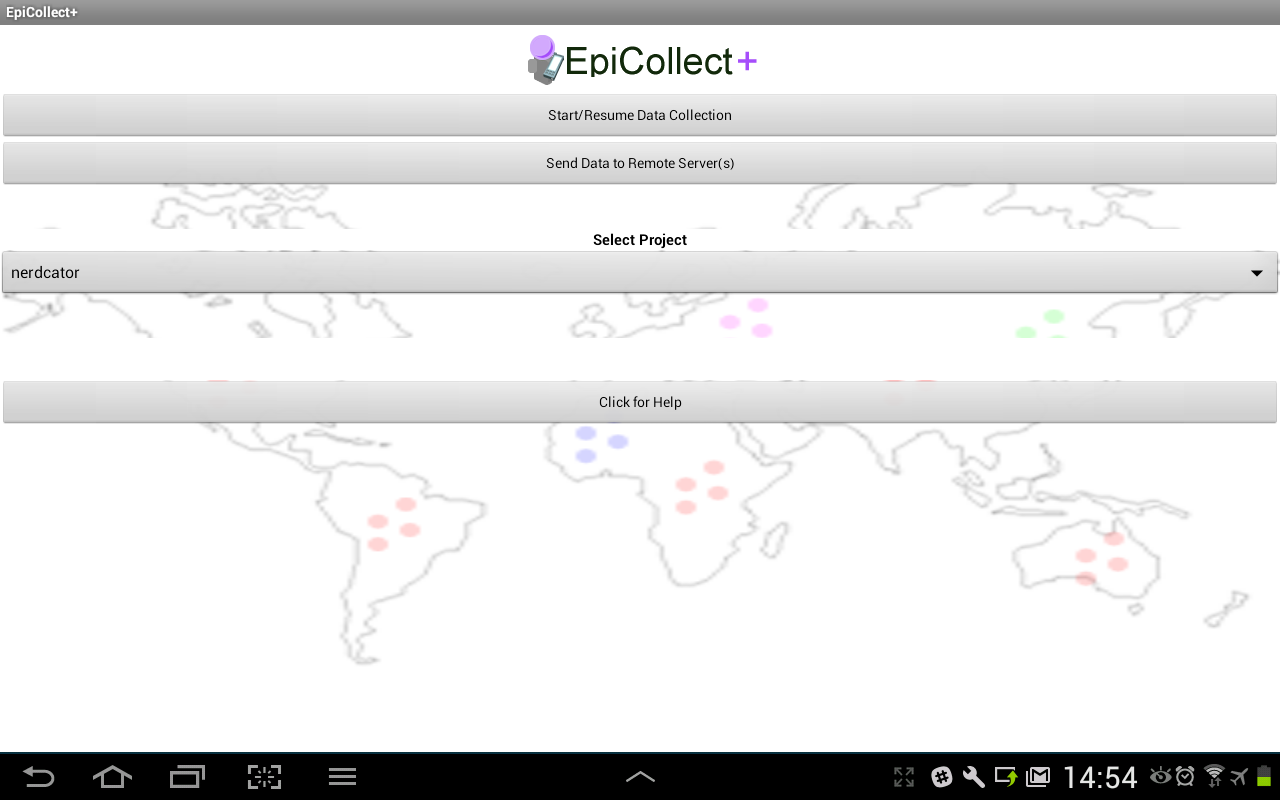 EpiCollect+
EpiCollect+
Start/Resume Data Collection
Send Data to Remote Server(s)
Select Project
nerdcator
Click for Help
14:54